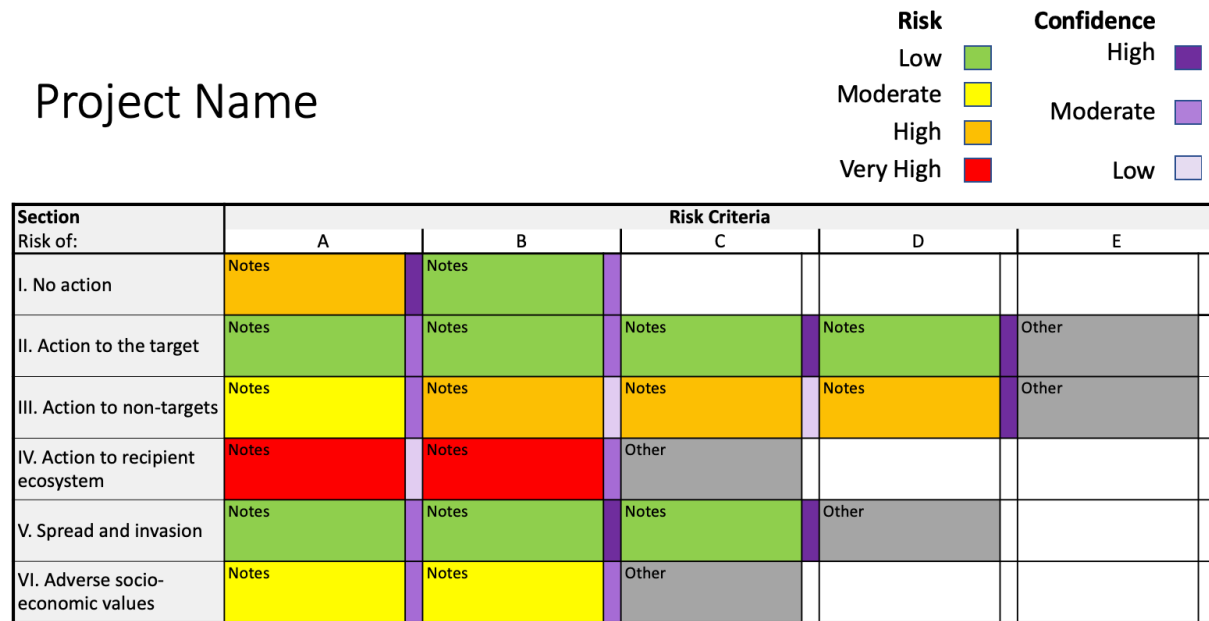 Risk Confidence
Low High
Project Name
Moderate Moderate
High
Very High Low
Section Risk Criteria
Risk of: A B C D E
I. No action Notes Notes
II. Action to the target Notes Notes Notes Notes Other
III. Action to non-targets Notes Notes Notes Notes Other
IV. Action to recipient
ecosystem Notes Notes Other
V. Spread and invasion Notes Notes Notes Other
VI. Adverse socio-
economic values Notes Notes Other